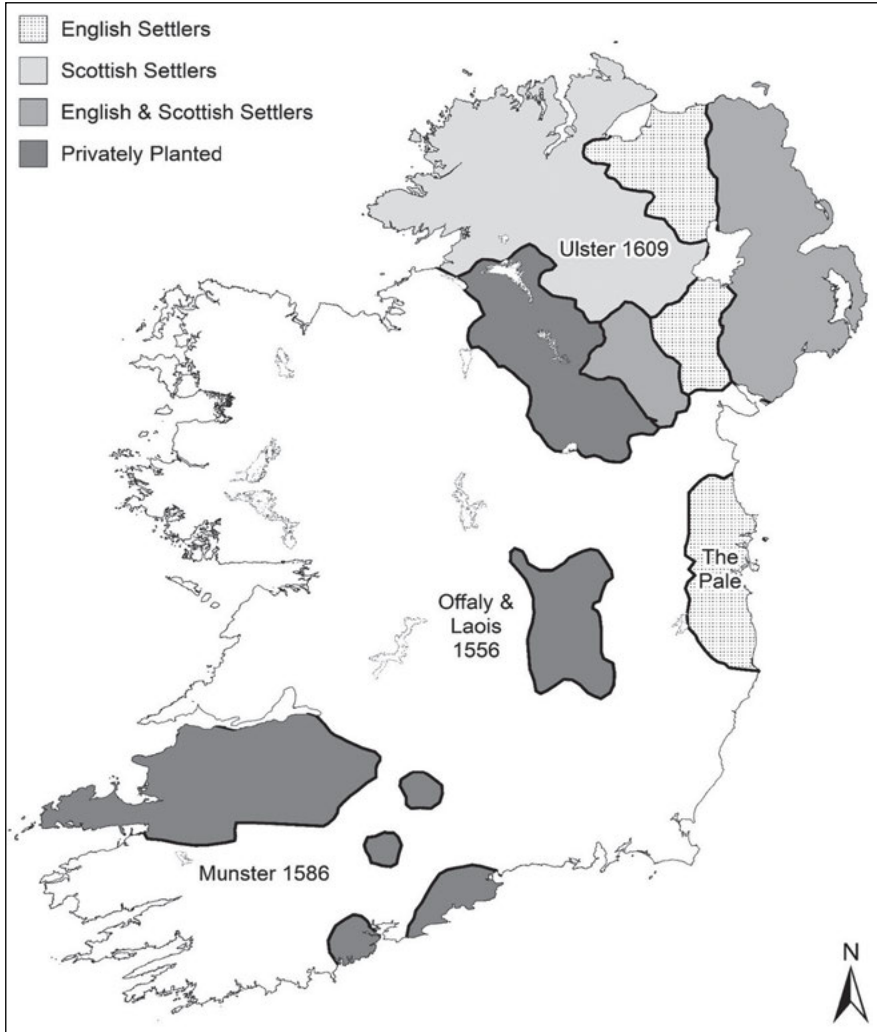 English Settlers
Scottish Settlers
English & Scottish Settlers
Privately Planted
Ulster 1609
The
Pale
Offaly &
Laois
1556
Munster 1586
N